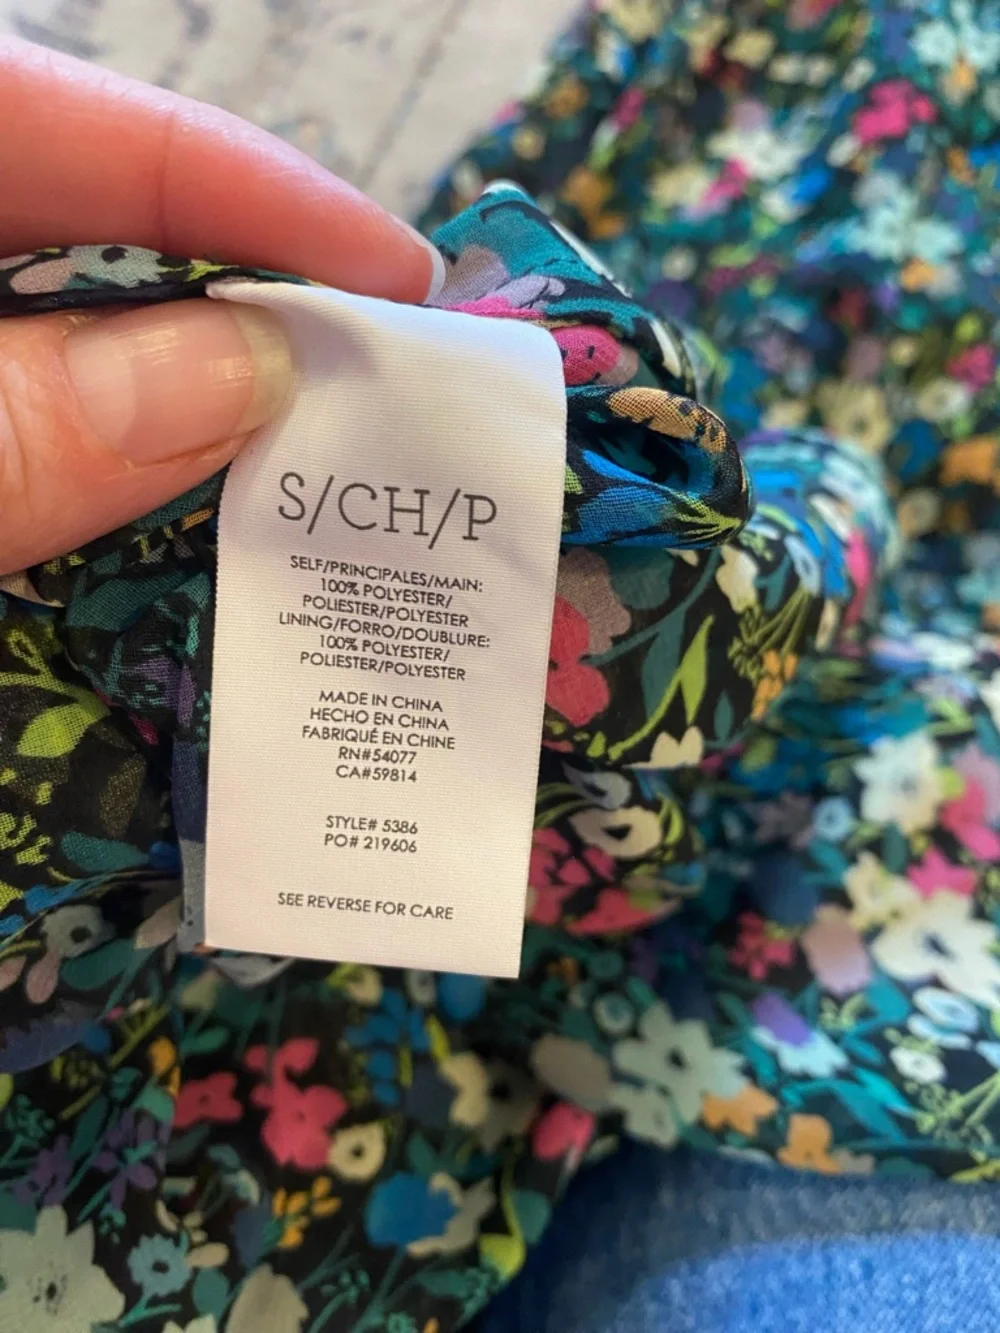 S/CH/P
SELF/PRINCIPALES/MAIN:
100% POLYESTER/
POLIESTER/POLYESTER
LINING/FORRO/DOUBLURE:
100% POLYESTER/
POLIESTER/POLYESTER
MADE IN CHINA
HECHO EN CHINA
FABRIQUÉ EN CHINE
RN#54077
CA#59814
STYLE# 5386
PO# 219606
SEE REVERSE FOR CARE